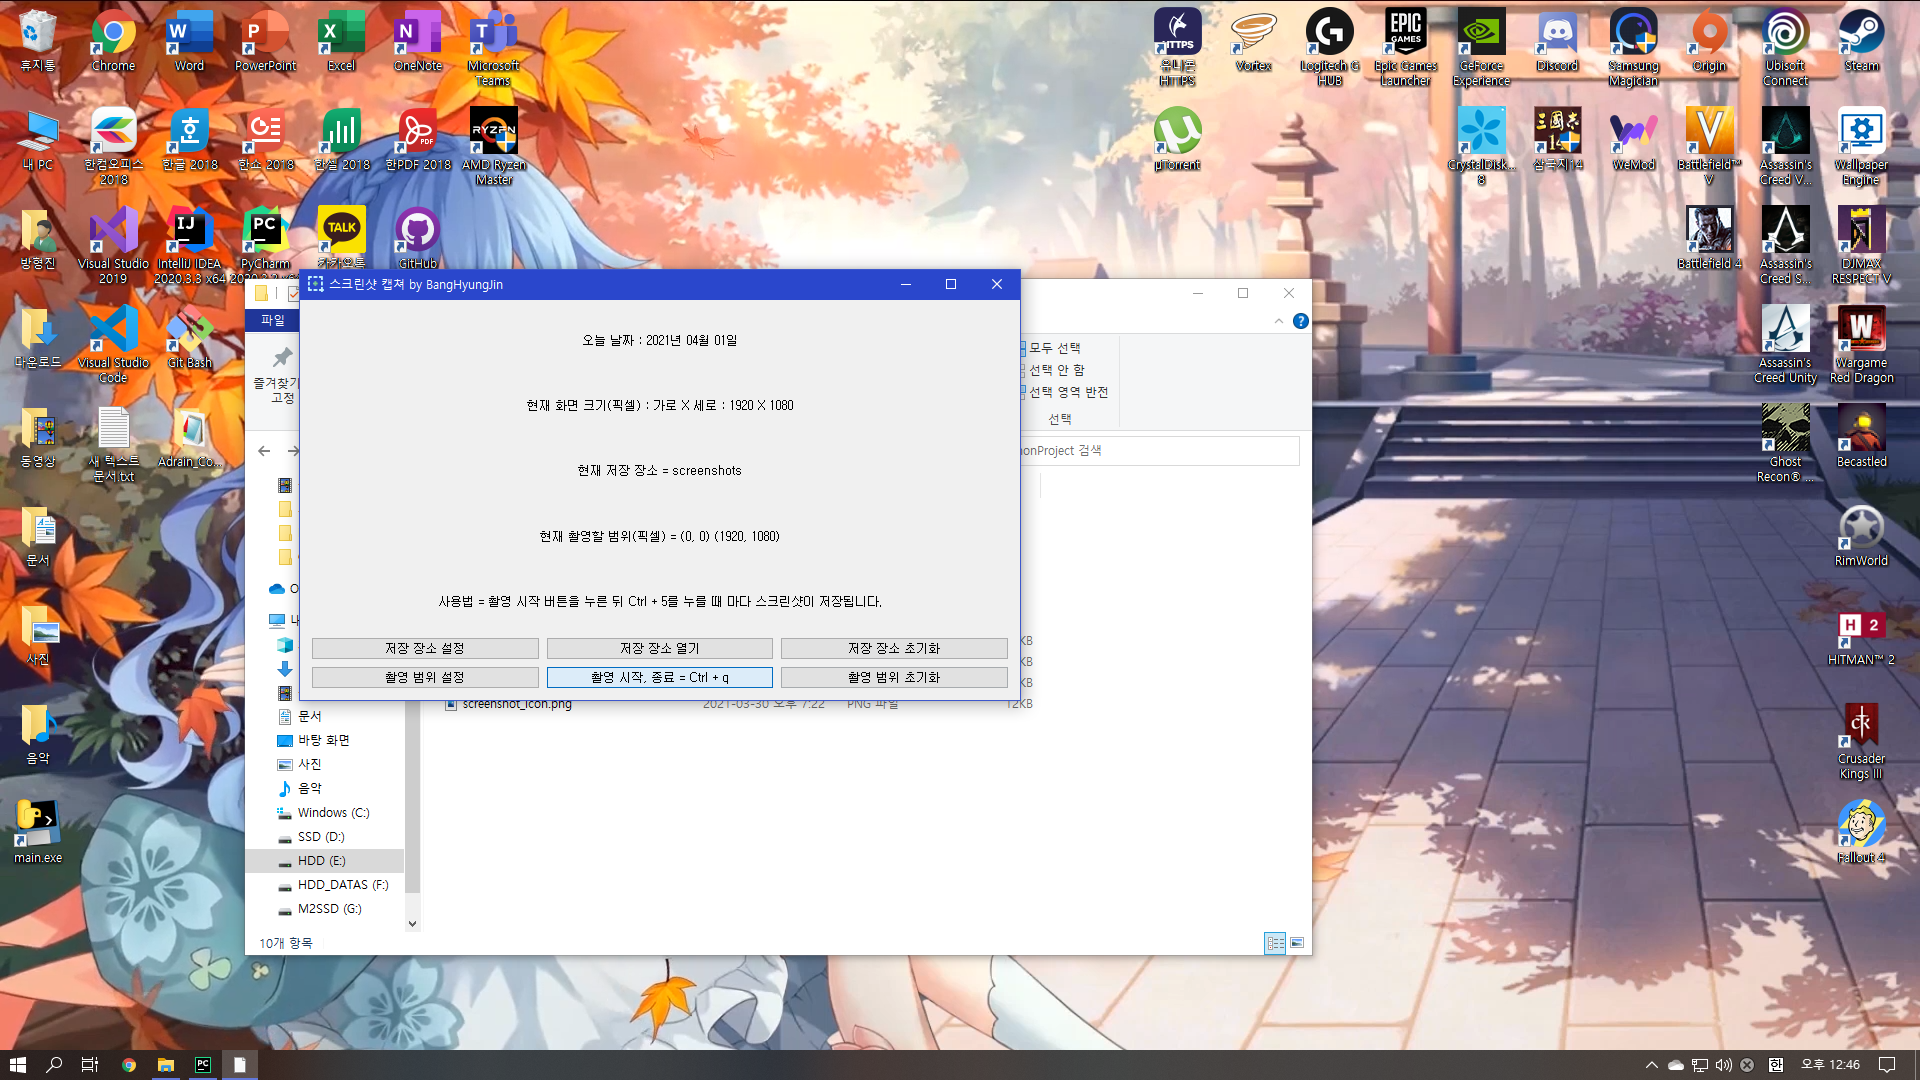 휴지통
Chrome
Word
PowerPoint
Excel
OneNote
Microsoft Teams
유니콘 HTTPS
Vortex
Logitech G HUB
Epic Games Launcher
GeForce Experience
Discord
Samsung Magician
Origin
Ubisoft Connect
Steam
내 PC
한컴오피스 2018
한글 2018
한쇼 2018
한셀 2018
한PDF 2018
AMD Ryzen Master
µTorrent
CrystalDisk... 8
삼국지14
WeMod
Battlefield™ V
Assassin's Creed V...
Wallpaper Engine
방형진
Visual Studio 2019
IntelliJ IDEA 2020.3.3 x64
PyCharm
카카오톡
GitHub
Battlefield 4
Assassin's Creed S...
DJMAX RESPECT V
다운로드
Visual Studio Code
Git Bash
Assassin's Creed Unity
Wargame Red Dragon
동영상
새 텍스트 문서.txt
Adrain_Co...
Ghost Recon® ...
Becastled
문서
RimWorld
사진
HITMAN™ 2
음악
Crusader Kings III
main.exe
Fallout 4
스크린샷 캡쳐 by BangHyungJin
오늘 날짜 : 2021년 04월 01일
현재 화면 크기(픽셀) : 가로 X 세로 : 1920 X 1080
현재 저장 장소 = screenshots
현재 촬영할 범위(픽셀) = (0, 0) (1920, 1080)
사용법 = 촬영 시작 버튼을 누른 뒤 Ctrl + 5를 누를 때 마다 스크린샷이 저장됩니다.
저장 장소 설정
저장 장소 열기
저장 장소 초기화
촬영 범위 설정
촬영 시작, 종료 = Ctrl + q
촬영 범위 초기화
파일
즐겨찾기
고정
모두 선택
선택 안 함
선택 영역 반전
선택
onProject 검색
KB
KB
KB
screenshot_icon.png 2021-03-30 오후 7:22 PNG 파일 12KB
문서
바탕 화면
사진
음악
Windows (C:)
SSD (D:)
HDD (E:)
HDD_DATAS (F:)
M2SSD (G:)
10개 항목
한
오후 12:46